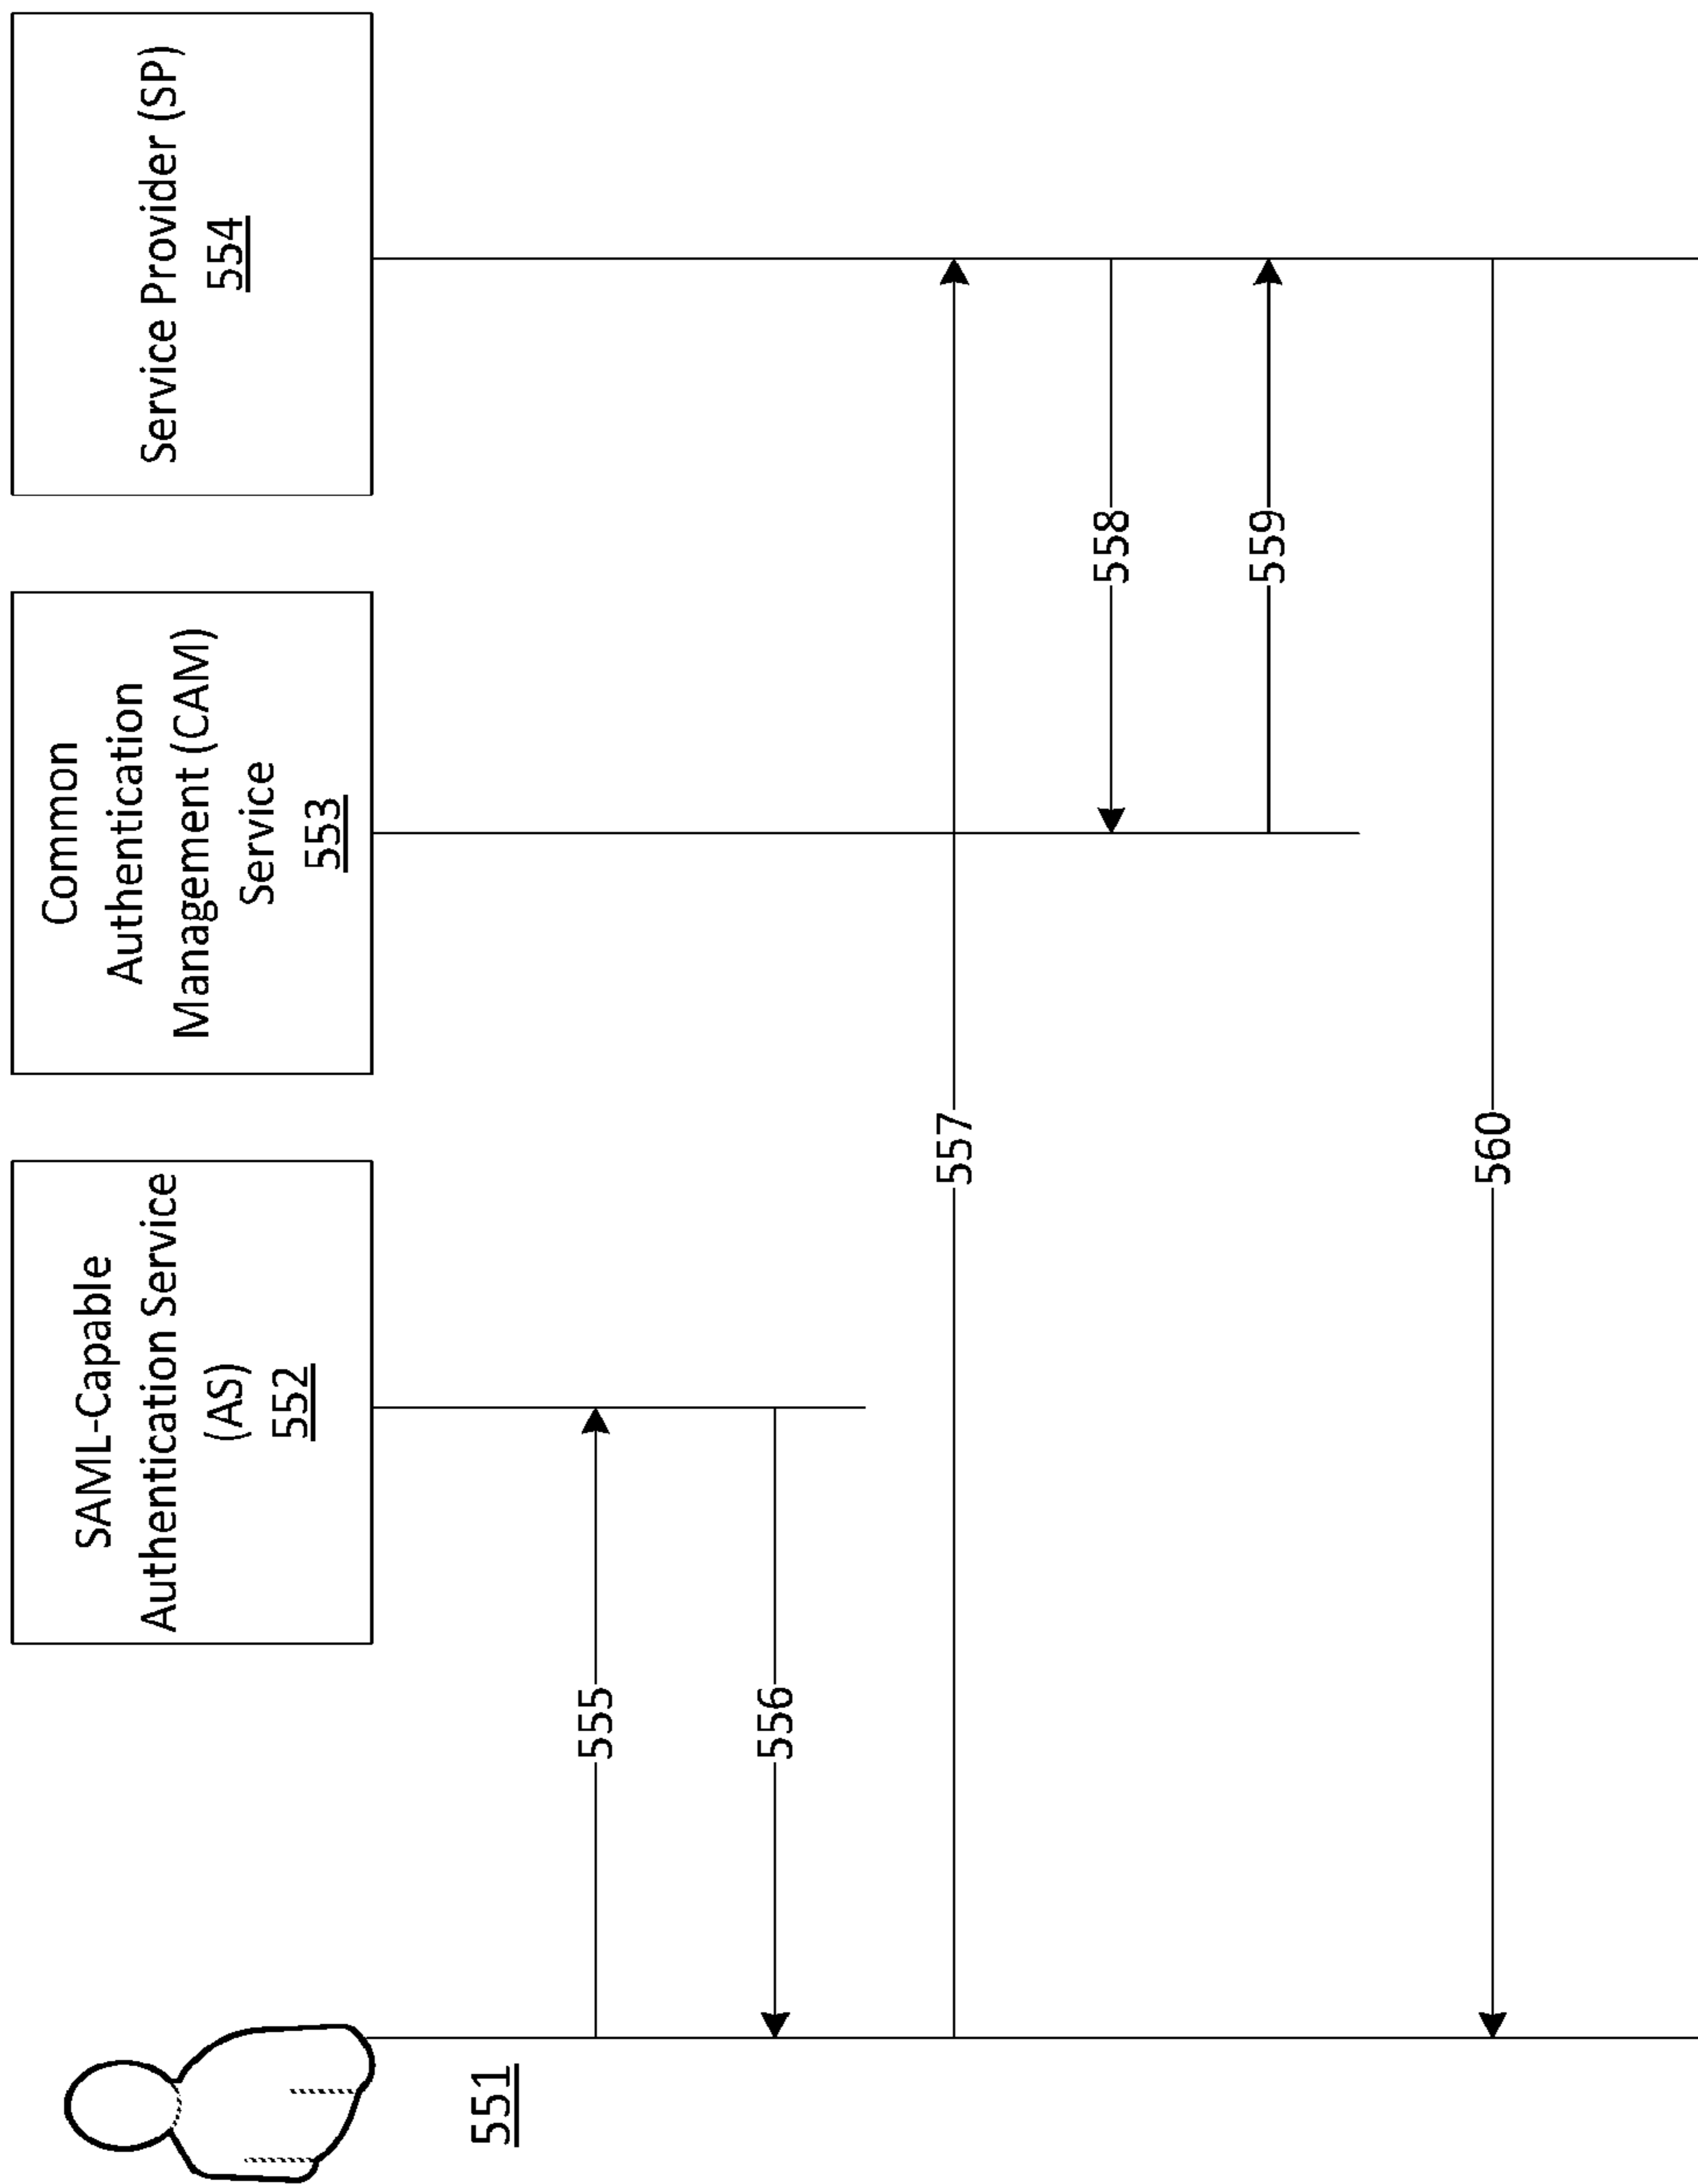 551
SAML-Capable
Authentication Service
(AS)
552
Common
Authentication
Management (CAM)
Service
553
Service Provider (SP)
554
555
556
557
558
559
560